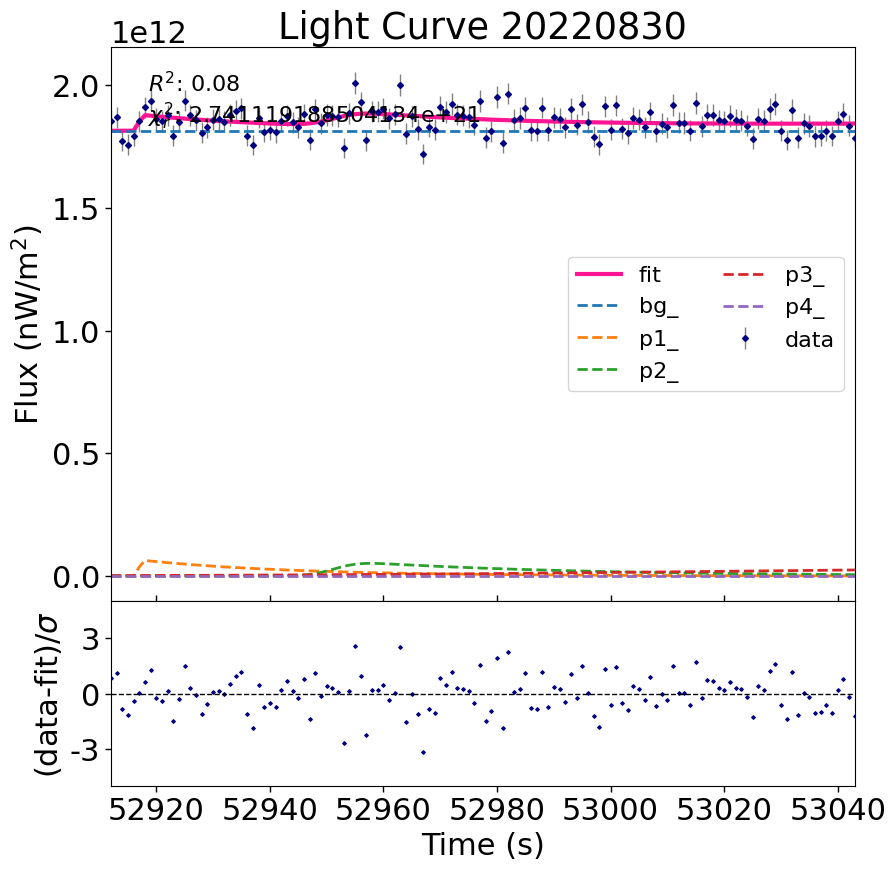 Light Curve 20220830
1e12
R²: 0.08
2.0
1.5
1.0
0.5
0.0
Flux (nW/m²)
fit
bg_
p1_
p2_
p3_
p4_
data
3
0
-3
(data-fit)/σ
52920 52940 52960 52980 53000 53020 53040
Time (s)